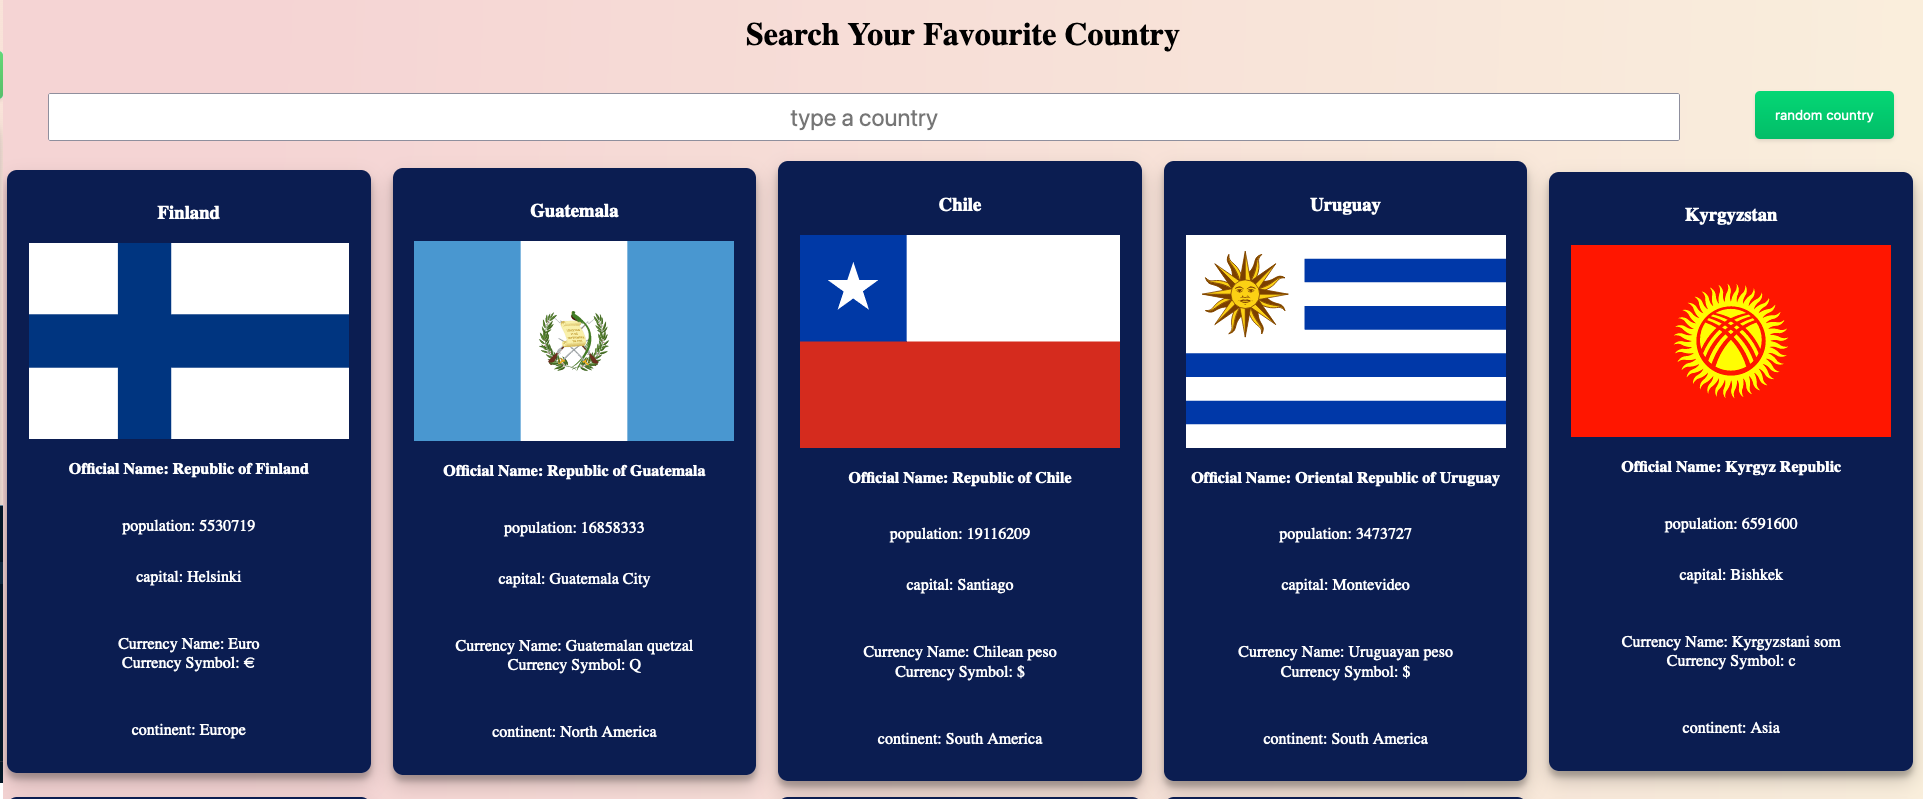 Search Your Favourite Country
type a country
random country
Finland
Official Name: Republic of Finland
population: 5530719
capital: Helsinki
Currency Name: Euro
Currency Symbol: €
continent: Europe
Guatemala
Official Name: Republic of Guatemala
population: 16858333
capital: Guatemala City
Currency Name: Guatemalan quetzal
Currency Symbol: Q
continent: North America
Chile
Official Name: Republic of Chile
population: 19116209
capital: Santiago
Currency Name: Chilean peso
Currency Symbol: $
continent: South America
Uruguay
Official Name: Oriental Republic of Uruguay
population: 3473727
capital: Montevideo
Currency Name: Uruguayan peso
Currency Symbol: $
continent: South America
Kyrgyzstan
Official Name: Kyrgyz Republic
population: 6591600
capital: Bishkek
Currency Name: Kyrgyzstani som
Currency Symbol: c
continent: Asia